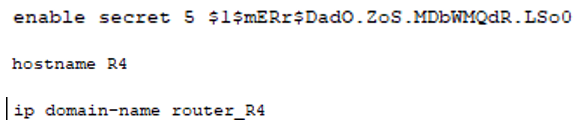 enable secret 5 $1$mERr$DadO.ZoS.MDbWMQdR.LSo0
hostname R4
ip domain-name router_R4